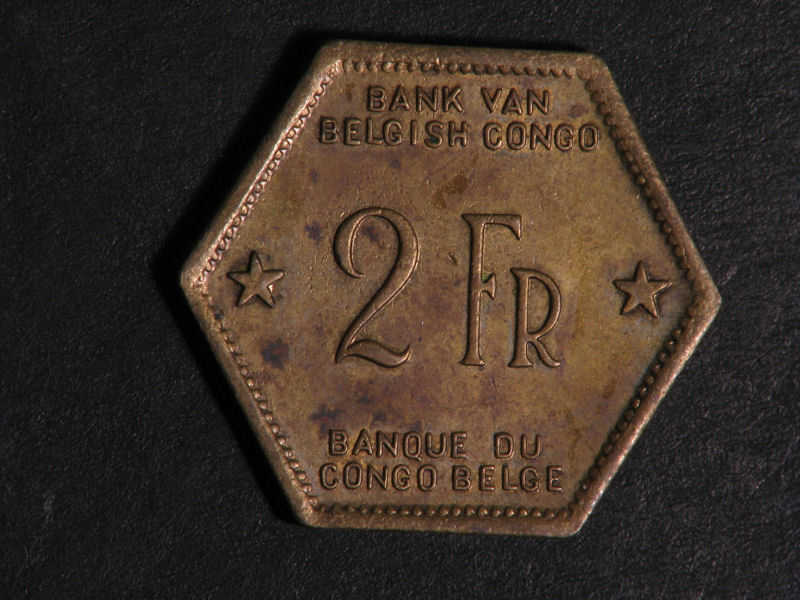 BANK VAN
BELGISH CONGO
2 FR
BANQUE DU
CONGO BELGE